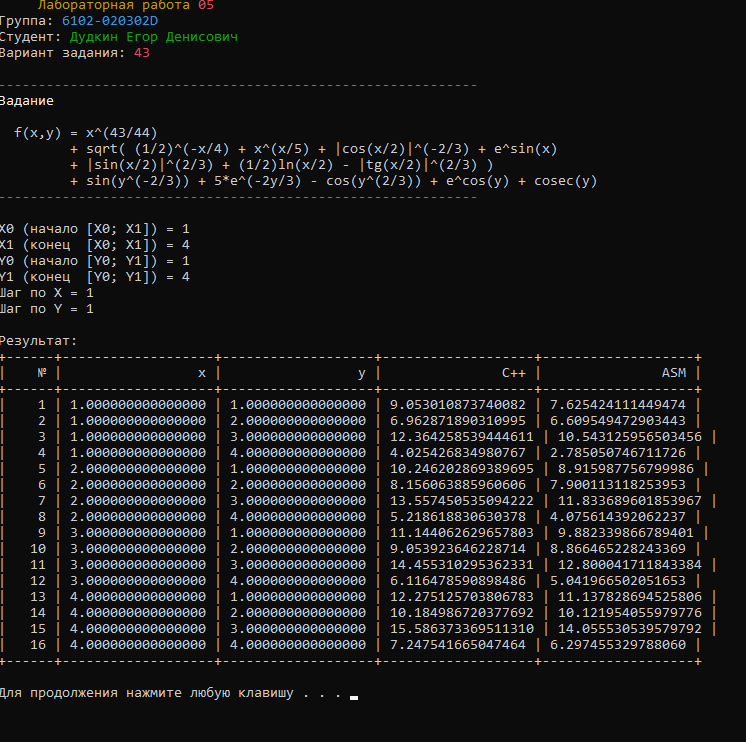 Лабораторная работа 05
Группа: 6102-020302D
Студент: Дудкин Егор Денисович
Вариант задания: 43
------------------------------------------------------------
Задание
f(x,y) = x^(43/44)
+ sqrt( (1/2)^(-x/4) + x^(x/5) + |cos(x/2)|^(-2/3) + e^sin(x)
+ |sin(x/2)|^(2/3) + (1/2)ln(x/2) - |tg(x/2)|^(2/3) )
+ sin(y^(-2/3)) + 5*e^(-2y/3) - cos(y^(2/3)) + e^cos(y) + cosec(y)
------------------------------------------------------------
X0 (начало [X0; X1]) = 1
X1 (конец  [X0; X1]) = 4
Y0 (начало [Y0; Y1]) = 1
Y1 (конец  [Y0; Y1]) = 4
Шаг по X = 1
Шаг по Y = 1
Результат:
+------+-------------------+-------------------+-------------------+-------------------+
|    № |                 x |                 y |               C++ |               ASM |
+------+-------------------+-------------------+-------------------+-------------------+
|    1 | 1.000000000000000 | 1.000000000000000 | 9.053010873740082 | 7.625424111449474 |
|    2 | 1.000000000000000 | 2.000000000000000 | 6.962871890310995 | 6.609549472903443 |
|    3 | 1.000000000000000 | 3.000000000000000 | 12.364258539444611 | 10.543125956503456 |
|    4 | 1.000000000000000 | 4.000000000000000 | 4.025426834980767 | 2.785050746711726 |
|    5 | 2.000000000000000 | 1.000000000000000 | 10.246202869389695 | 8.915987756799986 |
|    6 | 2.000000000000000 | 2.000000000000000 | 8.156063885960606 | 7.900113118253953 |
|    7 | 2.000000000000000 | 3.000000000000000 | 13.557450535094222 | 11.833689601853967 |
|    8 | 2.000000000000000 | 4.000000000000000 | 5.218618830630378 | 4.075614392062237 |
|    9 | 3.000000000000000 | 1.000000000000000 | 11.144062629657803 | 9.882339866789401 |
|   10 | 3.000000000000000 | 2.000000000000000 | 9.053923646228714 | 8.866465228243369 |
|   11 | 3.000000000000000 | 3.000000000000000 | 14.455310295362331 | 12.800041711843384 |
|   12 | 3.000000000000000 | 4.000000000000000 | 6.116478590898486 | 5.041966502051653 |
|   13 | 4.000000000000000 | 1.000000000000000 | 12.275125703806783 | 11.137828694525806 |
|   14 | 4.000000000000000 | 2.000000000000000 | 10.184986720377692 | 10.121954055979776 |
|   15 | 4.000000000000000 | 3.000000000000000 | 15.586373369511310 | 14.055530539579792 |
|   16 | 4.000000000000000 | 4.000000000000000 | 7.247541665047464 | 6.297455329788060 |
+------+-------------------+-------------------+-------------------+-------------------+
Для продолжения нажмите любую клавишу . . .